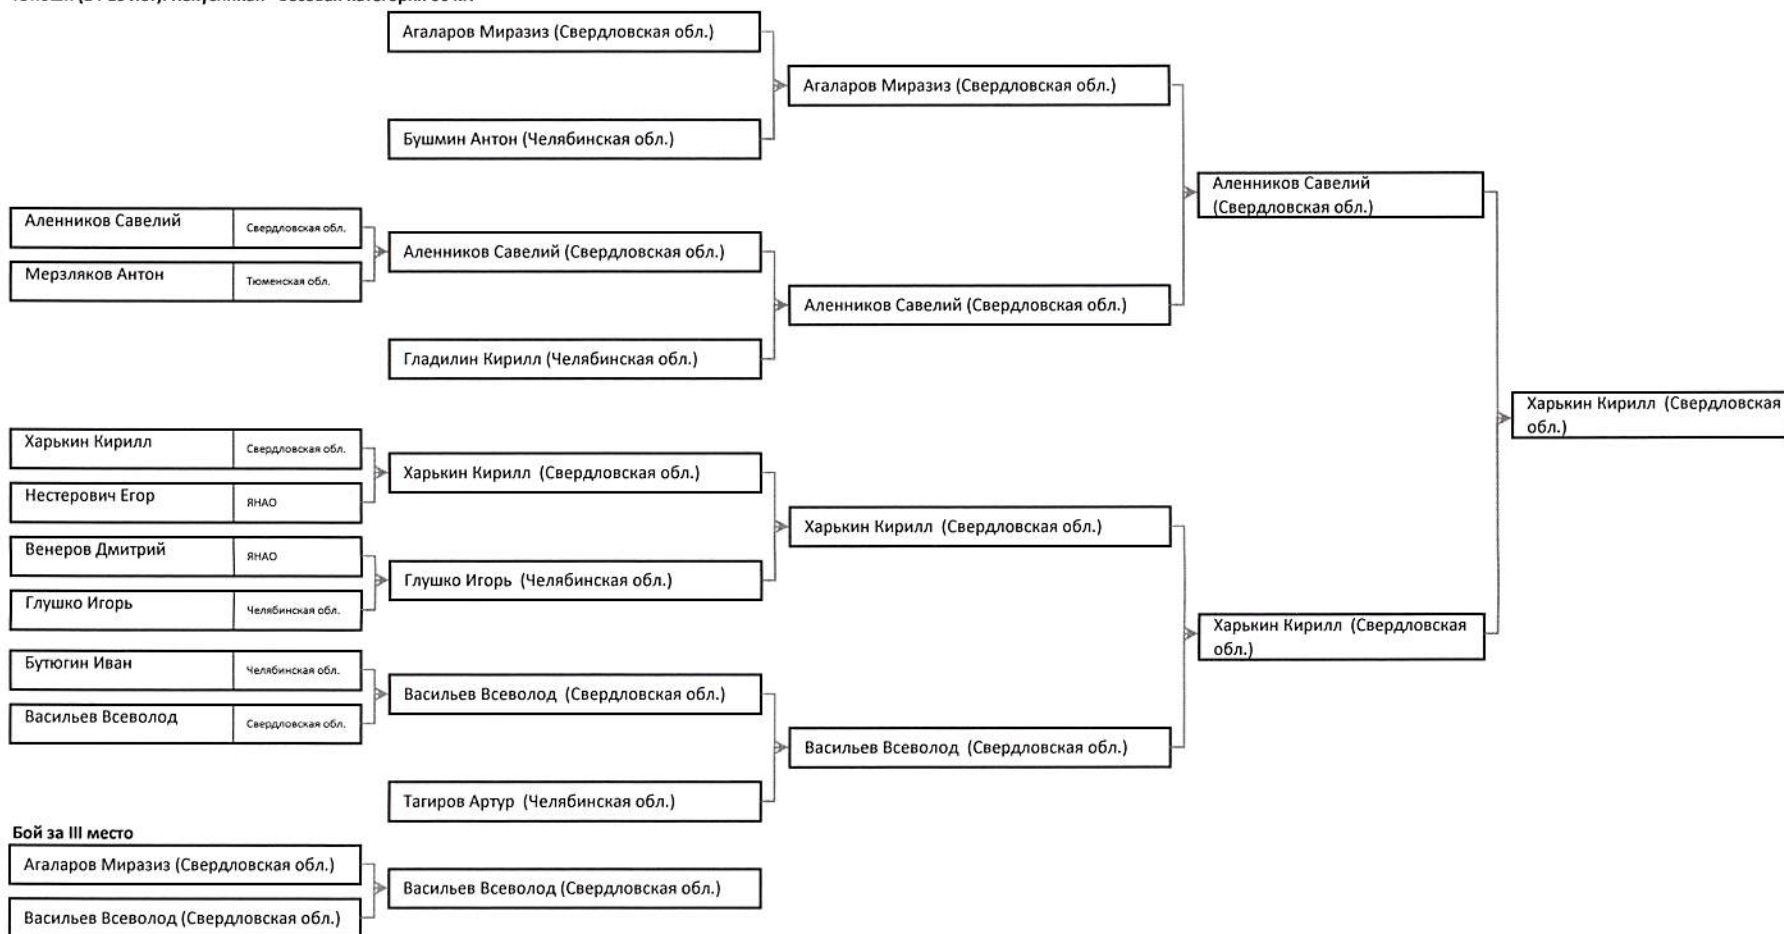 Агаларов Миразиз (Свердловская обл.)
Агаларов Миразиз (Свердловская обл.)
Бушмин Антон (Челябинская обл.)
Аленников Савелий
(Свердловская обл.)
Аленников Савелий Свердловская обл.
Аленников Савелий (Свердловская обл.)
Мерзляков Антон Тюменская обл.
Аленников Савелий (Свердловская обл.)
Гладилин Кирилл (Челябинская обл.)
Харькин Кирилл (Свердловская
обл.)
Харькин Кирилл Свердловская обл.
Харькин Кирилл (Свердловская обл.)
Нестерович Егор ЯНАО
Харькин Кирилл (Свердловская обл.)
Венеров Дмитрий ЯНАО
Глушко Игорь (Челябинская обл.)
Глушко Игорь Челябинская обл.
Харькин Кирилл (Свердловская
обл.)
Бутюгин Иван Челябинская обл.
Васильев Всеволод (Свердловская обл.)
Васильев Всеволод Свердловская обл.
Васильев Всеволод (Свердловская обл.)
Тагиров Артур (Челябинская обл.)
Бой за III место
Агаларов Миразиз (Свердловская обл.)
Васильев Всеволод (Свердловская обл.)
Васильев Всеволод (Свердловская обл.)